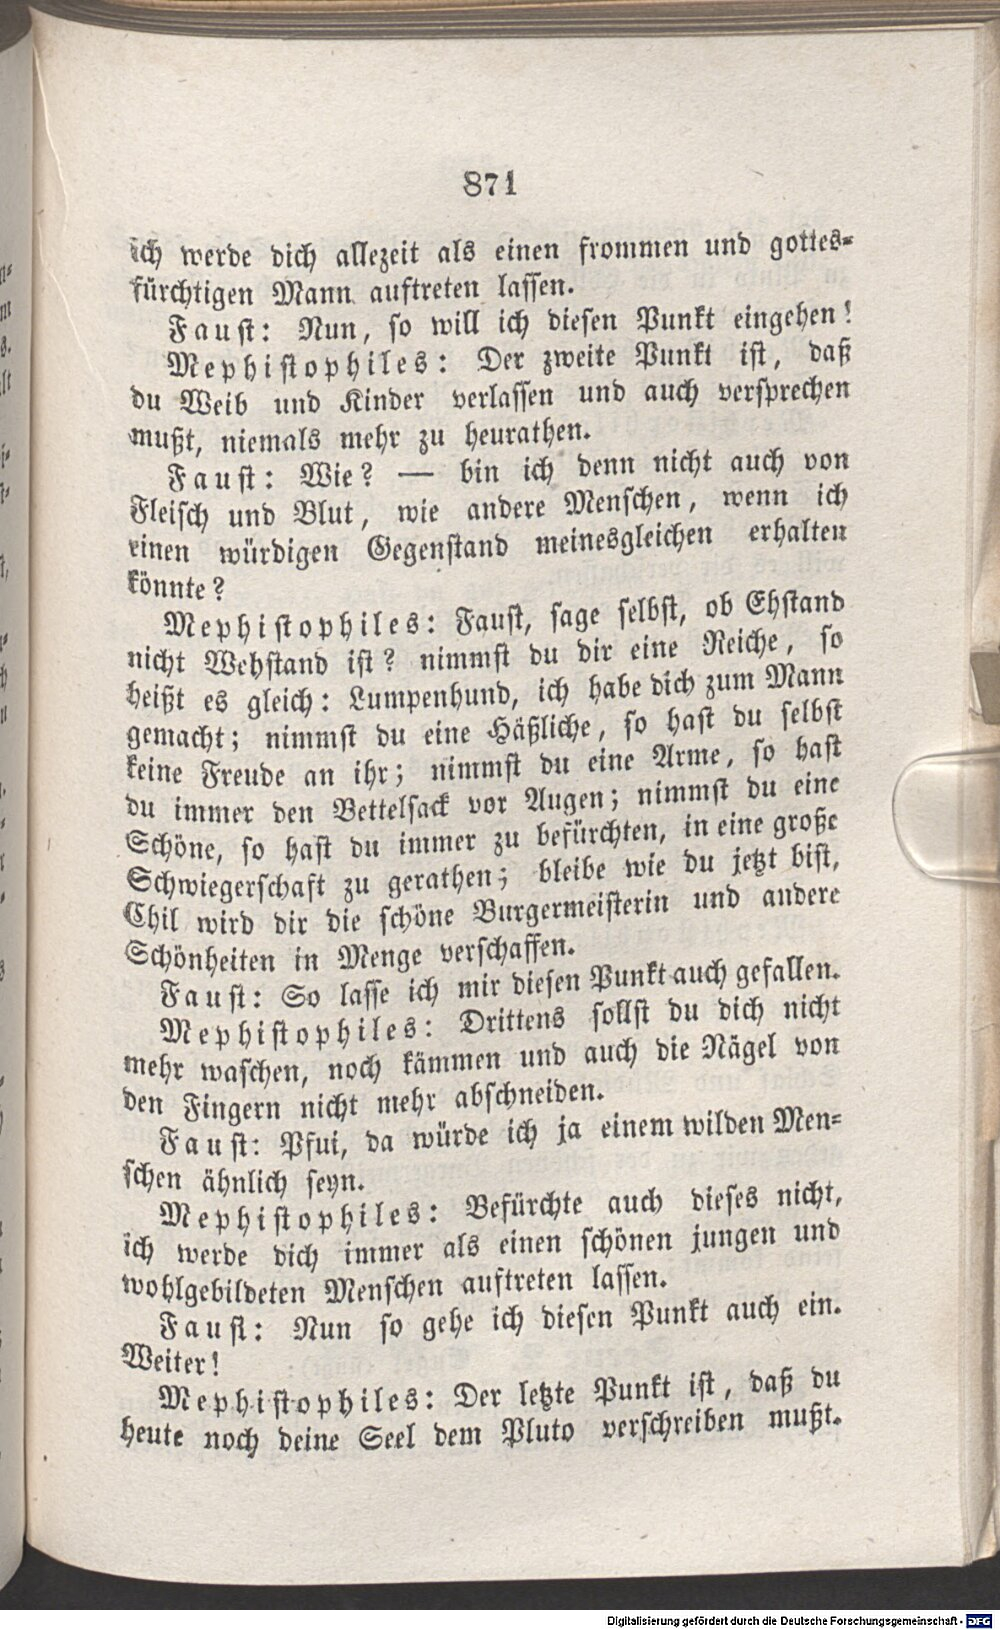 871
ich werde dich allezeit als einen frommen und gottes-
fürchtigen Mann auftreten lassen.
Faust: Nun, so will ich diesen Punkt eingehen!
Mephistophiles: Der zweite Punkt ist, daß
du Weib und Kinder verlassen und auch versprechen
mußt, niemals mehr zu heurathen.
Faust: Wie? — bin ich denn nicht auch von
Fleisch und Blut, wie andere Menschen, wenn ich
einen würdigen Gegenstand meinesgleichen erhalten
könnte?
Mephistophiles: Faust, sage selbst, ob Ehstand
nicht Wehstand ist? nimmst du dir eine Reiche, so
heißt es gleich: Lumpenhund, ich habe dich zum Mann
gemacht; nimmst du eine Häßliche, so hast du selbst
keine Freude an ihr; nimmst du eine Arme, so hast
du immer den Bettelsack vor Augen; nimmst du eine
Schöne, so hast du immer zu befürchten, in eine große
Schwiegerschaft zu gerathen; bleibe wie du jetzt bist,
Chil wird dir die schöne Burgermeisterin und andere
Schönheiten in Menge verschaffen.
Faust: So lasse ich mir diesen Punkt auch gefallen.
Mephistophiles: Drittens sollst du dich nicht
mehr waschen, noch kämmen und auch die Nägel von
den Fingern nicht mehr abschneiden.
Faust: Pfui, da würde ich ja einem wilden Men-
schen ähnlich seyn.
Mephistophiles: Befürchte auch dieses nicht,
ich werde dich immer als einen schönen jungen und
wohlgebildeten Menschen auftreten lassen.
Faust: Nun so gehe ich diesen Punkt auch ein.
Weiter!
Mephistophiles: Der letzte Punkt ist, daß du
heute noch deine Seel dem Pluto verschreiben mußt.
Digitalisierung gefördert durch die Deutsche Forschungsgemeinschaft - DFG